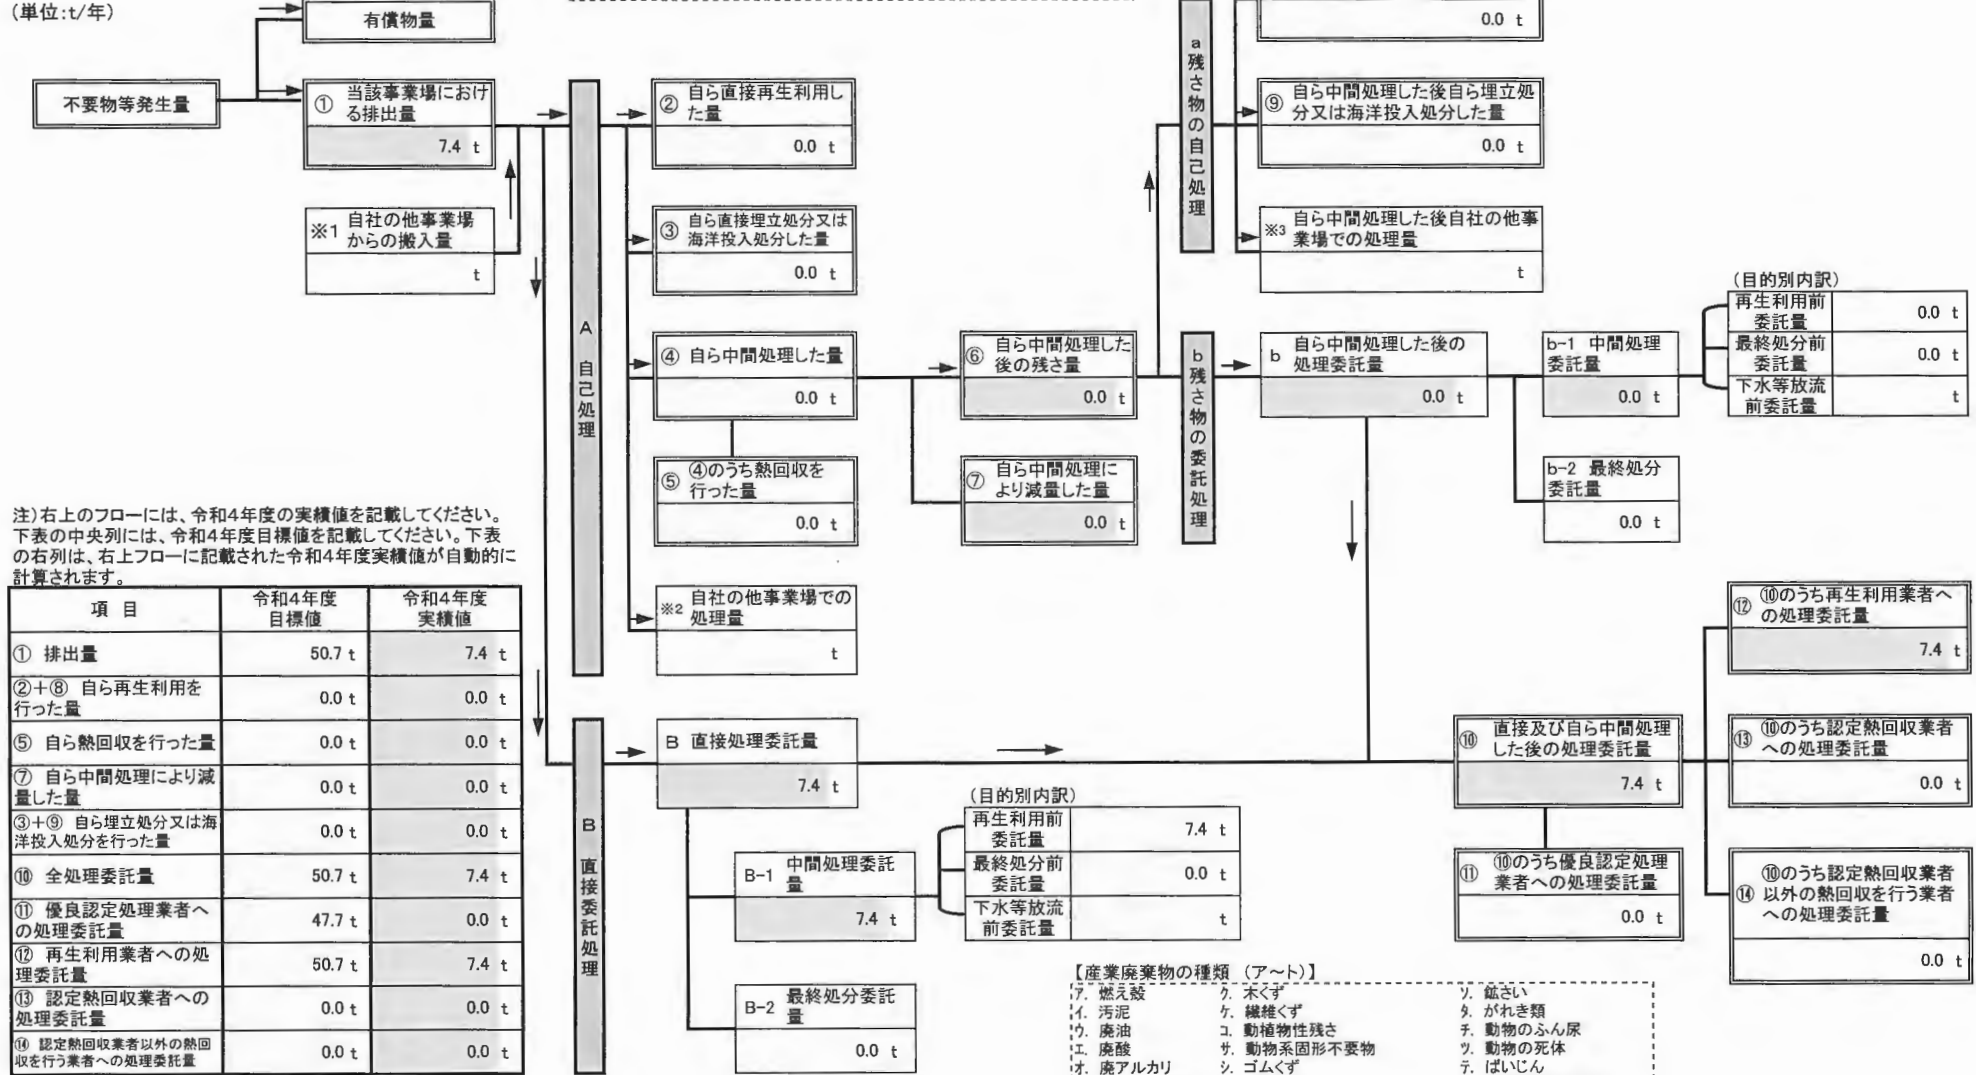 (単位:t/年)
有償物量
不要物等発生量
① 当該事業場におけ
る排出量
7.4 t
※1 自社の他事業場
からの搬入量
t
A 自己処理
② 自ら直接再生利用し
た量
0.0 t
③ 自ら直接埋立処分又は
海洋投入処分した量
0.0 t
④ 自ら中間処理した量
0.0 t
⑤ ④のうち熱回収を
行った量
0.0 t
※2 自社の他事業場での
処理量
t
⑥ 自ら中間処理した
後の残さ量
0.0 t
⑦ 自ら中間処理に
より減量した量
0.0 t
a 残さ物の自己処理
0.0 t
⑨ 自ら中間処理した後自ら埋立処
分又は海洋投入処分した量
0.0 t
※3 自ら中間処理した後自社の他事
業場での処理量
t
b 残さ物の委託処理
b 自ら中間処理した後の
処理委託量
0.0 t
b-1 中間処理
委託量
0.0 t
b-2 最終処分
委託量
0.0 t
(目的別内訳)
再生利用前
委託量 0.0 t
最終処分前
委託量 0.0 t
下水等放流
前委託量 t
注)右上のフローには、令和4年度の実績値を記載してください。
下表の中央列には、令和4年度目標値を記載してください。下表
の右列は、右上フローに記載された令和4年度実績値が自動的に
計算されます。
項 目 令和4年度 目標値 令和4年度 実績値
① 排出量 50.7 t 7.4 t
②+⑧ 自ら再生利用を
行った量 0.0 t 0.0 t
⑤ 自ら熱回収を行った量 0.0 t 0.0 t
⑦ 自ら中間処理により減
量した量 0.0 t 0.0 t
③+⑨ 自ら埋立処分又は海
洋投入処分を行った量 0.0 t 0.0 t
⑩ 全処理委託量 50.7 t 7.4 t
⑪ 優良認定処理業者へ
の処理委託量 47.7 t 0.0 t
⑫ 再生利用業者への処
理委託量 50.7 t 7.4 t
⑬ 認定熱回収業者への
処理委託量 0.0 t 0.0 t
⑭ 認定熱回収業者以外の熱回
収を行う業者への処理委託量 0.0 t 0.0 t
B 直接委託処理
B 直接処理委託量
7.4 t
B-1 中間処理委託
量
7.4 t
B-2 最終処分委託
量
0.0 t
(目的別内訳)
再生利用前
委託量 7.4 t
最終処分前
委託量 0.0 t
下水等放流
前委託量 t
⑩ 直接及び自ら中間処理
した後の処理委託量
7.4 t
⑪ ⑩のうち優良認定処理
業者への処理委託量
0.0 t
⑫ ⑩のうち再生利用業者へ
の処理委託量
7.4 t
⑬ ⑩のうち認定熱回収業者
への処理委託量
0.0 t
⑭ ⑩のうち認定熱回収業者
以外の熱回収を行う業者
への処理委託量
0.0 t
【産業廃棄物の種類 (ア～ト)】
ア. 燃え殻 ク. 木くず ソ. 鉱さい
イ. 汚泥 ケ. 繊維くず タ. がれき類
ウ. 廃油 コ. 動植物性残さ チ. 動物のふん尿
エ. 廃酸 サ. 動物系固形不要物 ツ. 動物の死体
オ. 廃アルカリ シ. ゴムくず テ. ばいじん